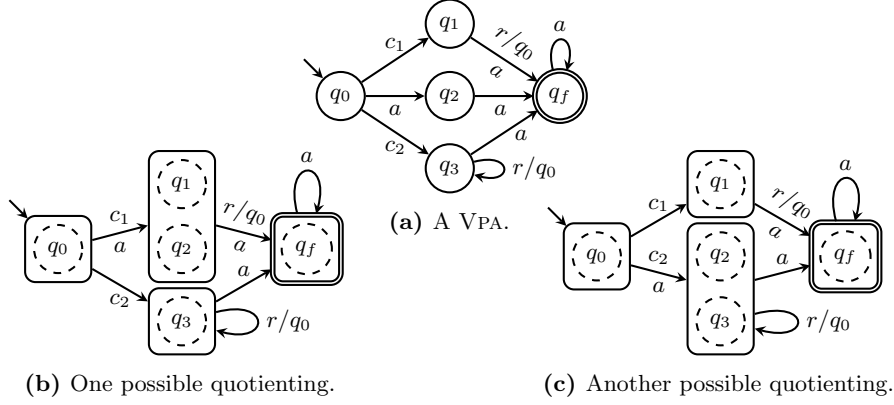 q1
c1
r/q0
a
a
q0
a
q2
a
qf
c2
a
q3
r/q0
(a) A VPA.
q0
c1
a
c2
q1
q2
q3
r/q0
a
a
r/q0
a
qf
(b) One possible quotienting.
q0
c1
c2
a
q1
q2
q3
r/q0
a
a
r/q0
a
qf
(c) Another possible quotienting.